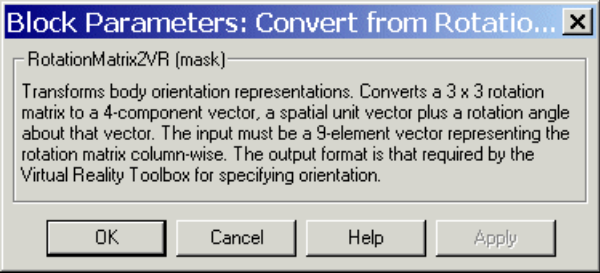 Block Parameters: Convert from Rotatio...
RotationMatrix2VR (mask)
Transforms body orientation representations. Converts a 3 x 3 rotation
matrix to a 4-component vector, a spatial unit vector plus a rotation angle
about that vector. The input must be a 9-element vector representing the
rotation matrix column-wise. The output format is that required by the
Virtual Reality Toolbox for specifying orientation.
OK Cancel Help Apply